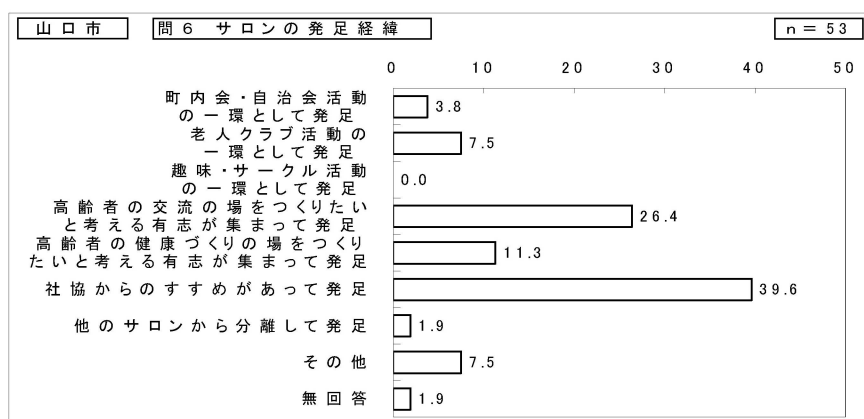 山口市 問６ サロンの発足経緯 n＝53
0 10 20 30 40 50
町内会・自治会活動
の一環として発足
3.8
老人クラブ活動の
一環として発足
7.5
趣味・サークル活動
の一環として発足
0.0
高齢者の交流の場をつくりたい
と考える有志が集まって発足
26.4
高齢者の健康づくりの場をつくり
たいと考える有志が集まって発足
11.3
社協からのすすめがあって発足
39.6
他のサロンから分離して発足
1.9
その他
7.5
無回答
1.9